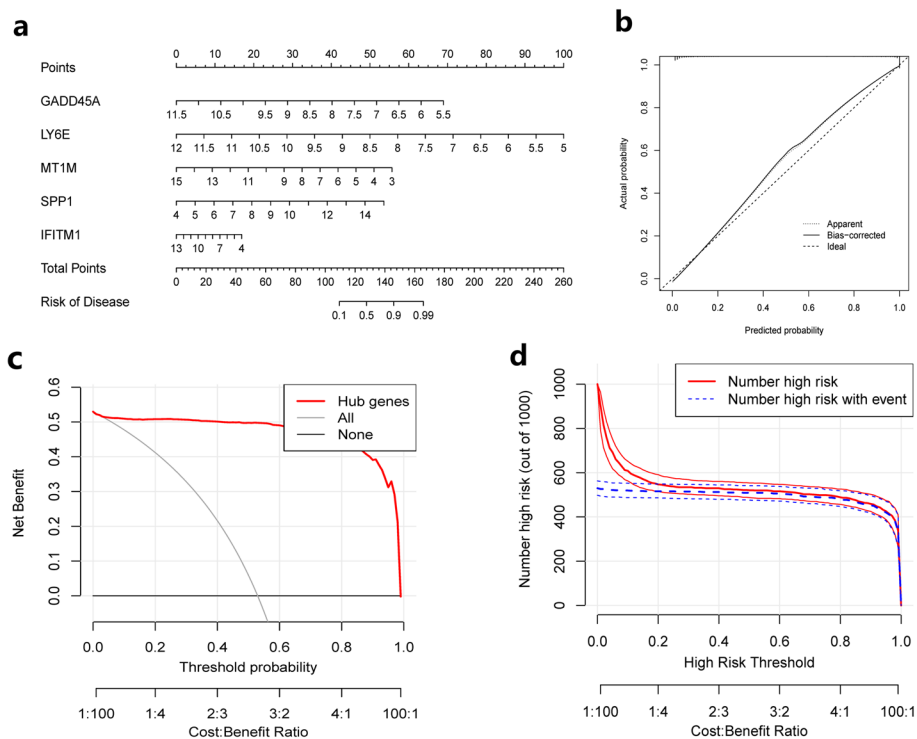 a
Points
0 10 20 30 40 50 60 70 80 90 100
GADD45A
11.5 10.5 9.5 9 8.5 8 7.5 7 6.5 6 5.5
LY6E
12 11.5 11 10.5 10 9.5 9 8.5 8 7.5 7 6.5 6 5.5 5
MT1M
15 13 11 9 8 7 6 5 4 3
SPP1
4 5 6 7 8 9 10 12 14
IFITM1
13 10 7 4
Total Points
0 20 40 60 80 100 120 140 160 180 200 220 240 260
Risk of Disease
0.1 0.5 0.9 0.99
b
Actual probability
1.0
0.8
0.6
0.4
0.2
0.0
Apparent
Bias-corrected
Ideal
0.0 0.2 0.4 0.6 0.8 1.0
Predicted probability
c
Net Benefit
0.6
0.5
0.4
0.3
0.2
0.1
0.0
Hub genes
All
None
0.0 0.2 0.4 0.6 0.8 1.0
Threshold probability
1:100 1:4 2:3 3:2 4:1 100:1
Cost:Benefit Ratio
d
Number high risk (out of 1000)
1000
800
600
400
200
0
Number high risk
Number high risk with event
0.0 0.2 0.4 0.6 0.8 1.0
High Risk Threshold
1:100 1:4 2:3 3:2 4:1 100:1
Cost:Benefit Ratio